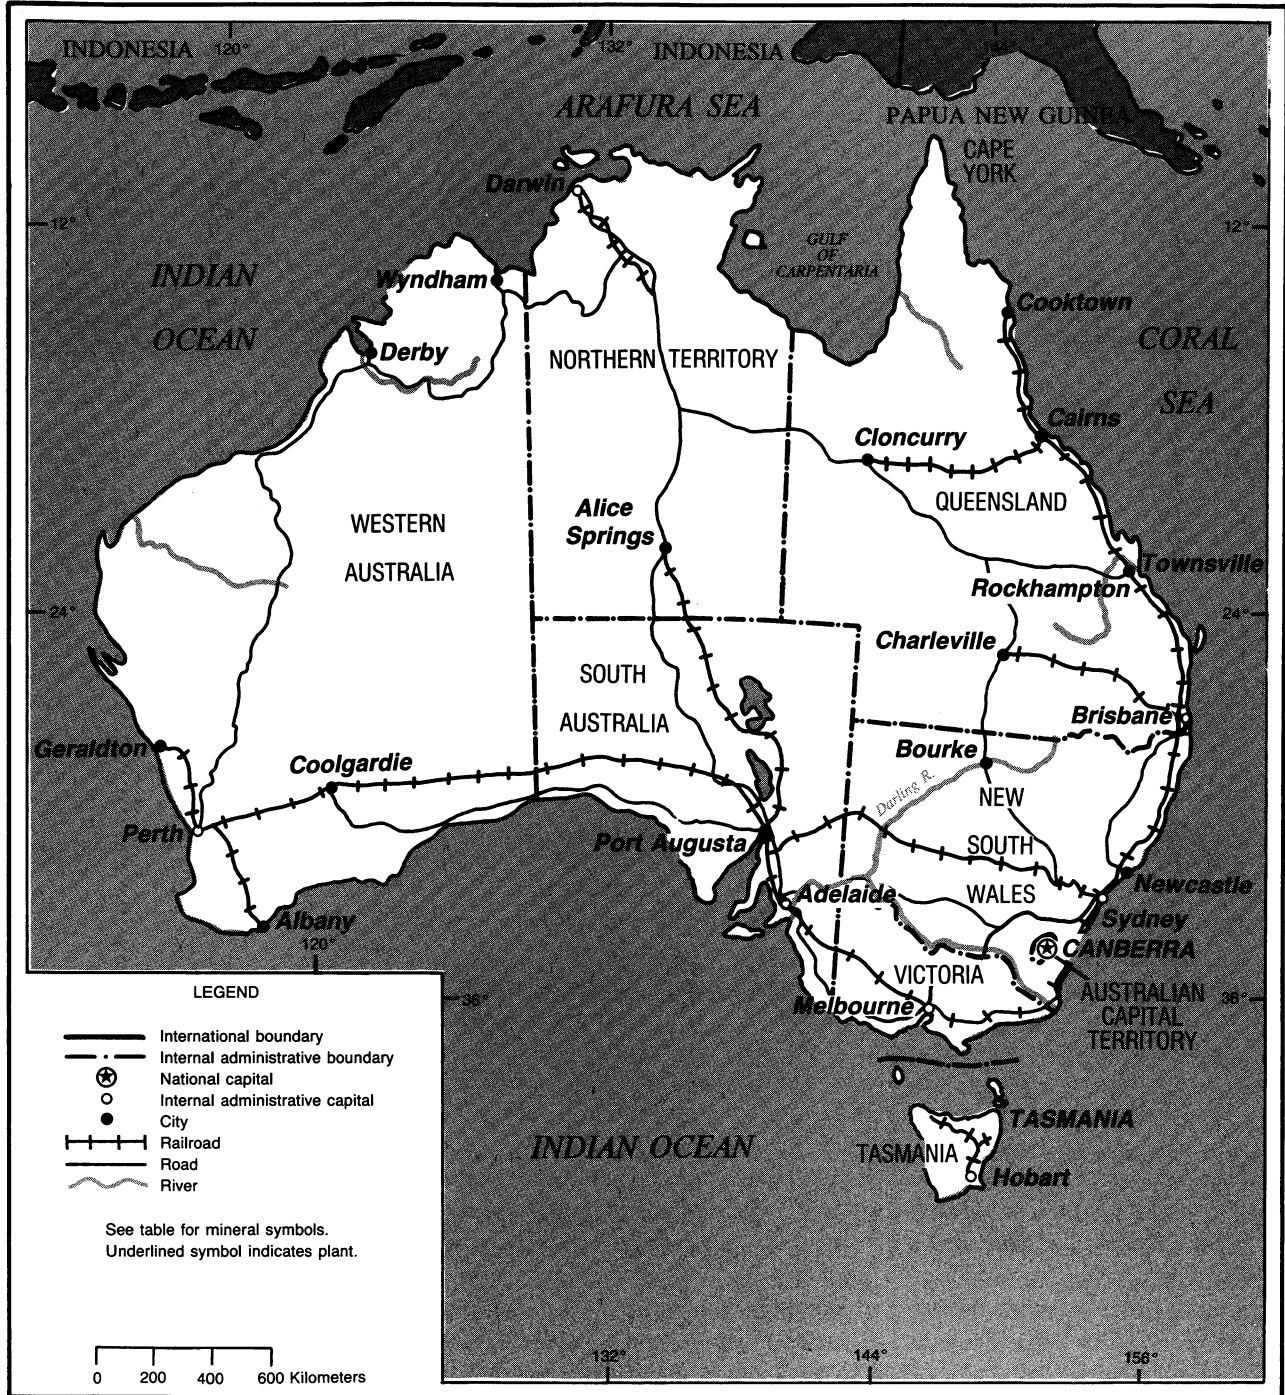 INDONESIA
120°
132°
INDONESIA
144°
ARAFURA SEA
PAPUA NEW GUINEA
CAPE
YORK
Darwin
12°
12°
GULF
OF
CARPENTARIA
INDIAN
OCEAN
Wyndham
Cooktown
CORAL
SEA
Derby
NORTHERN TERRITORY
Cairns
Cloncurry
QUEENSLAND
WESTERN
AUSTRALIA
Alice
Springs
Townsville
Rockhampton
24°
24°
Charleville
SOUTH
AUSTRALIA
Brisbane
Geraldton
Coolgardie
Bourke
Darling R.
NEW
SOUTH
WALES
Perth
Port Augusta
Newcastle
Adelaide
Sydney
Albany
120°
CANBERRA
VICTORIA
AUSTRALIAN
CAPITAL
TERRITORY
36°
36°
Melbourne
LEGEND
International boundary
Internal administrative boundary
National capital
Internal administrative capital
City
Railroad
Road
River
See table for mineral symbols.
Underlined symbol indicates plant.
0 200 400 600 Kilometers
INDIAN OCEAN
TASMANIA
TASMANIA
Hobart
132°
144°
156°